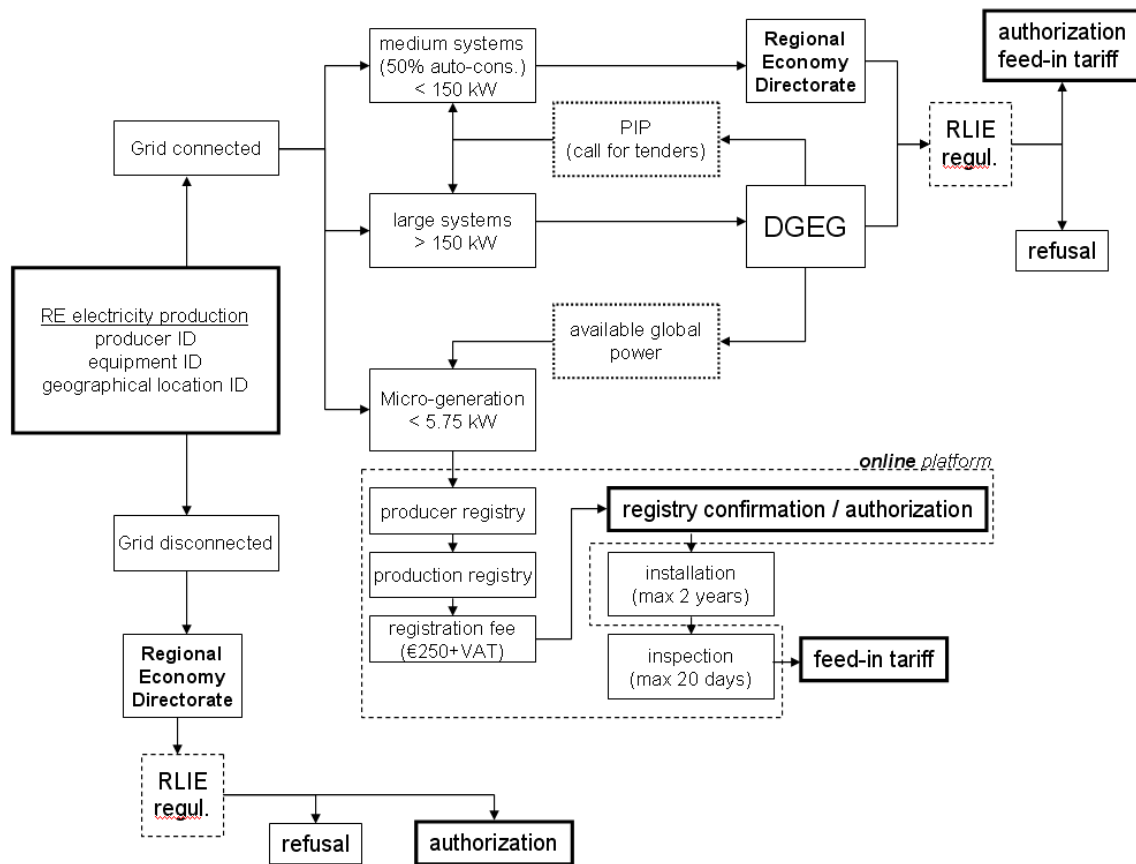 medium systems
(50% auto-cons.)
< 150 kW
Regional
Economy
Directorate
authorization
feed-in tariff
Grid connected
PIP
(call for tenders)
RLIE
regul.
large systems
> 150 kW
DGEG
refusal
RE electricity production
producer ID
equipment ID
geographical location ID
available global
power
Micro-generation
< 5.75 kW
online platform
producer registry
registry confirmation / authorization
Grid disconnected
production registry
installation
(max 2 years)
registration fee
(€250+VAT)
inspection
(max 20 days)
feed-in tariff
Regional
Economy
Directorate
RLIE
regul.
refusal
authorization